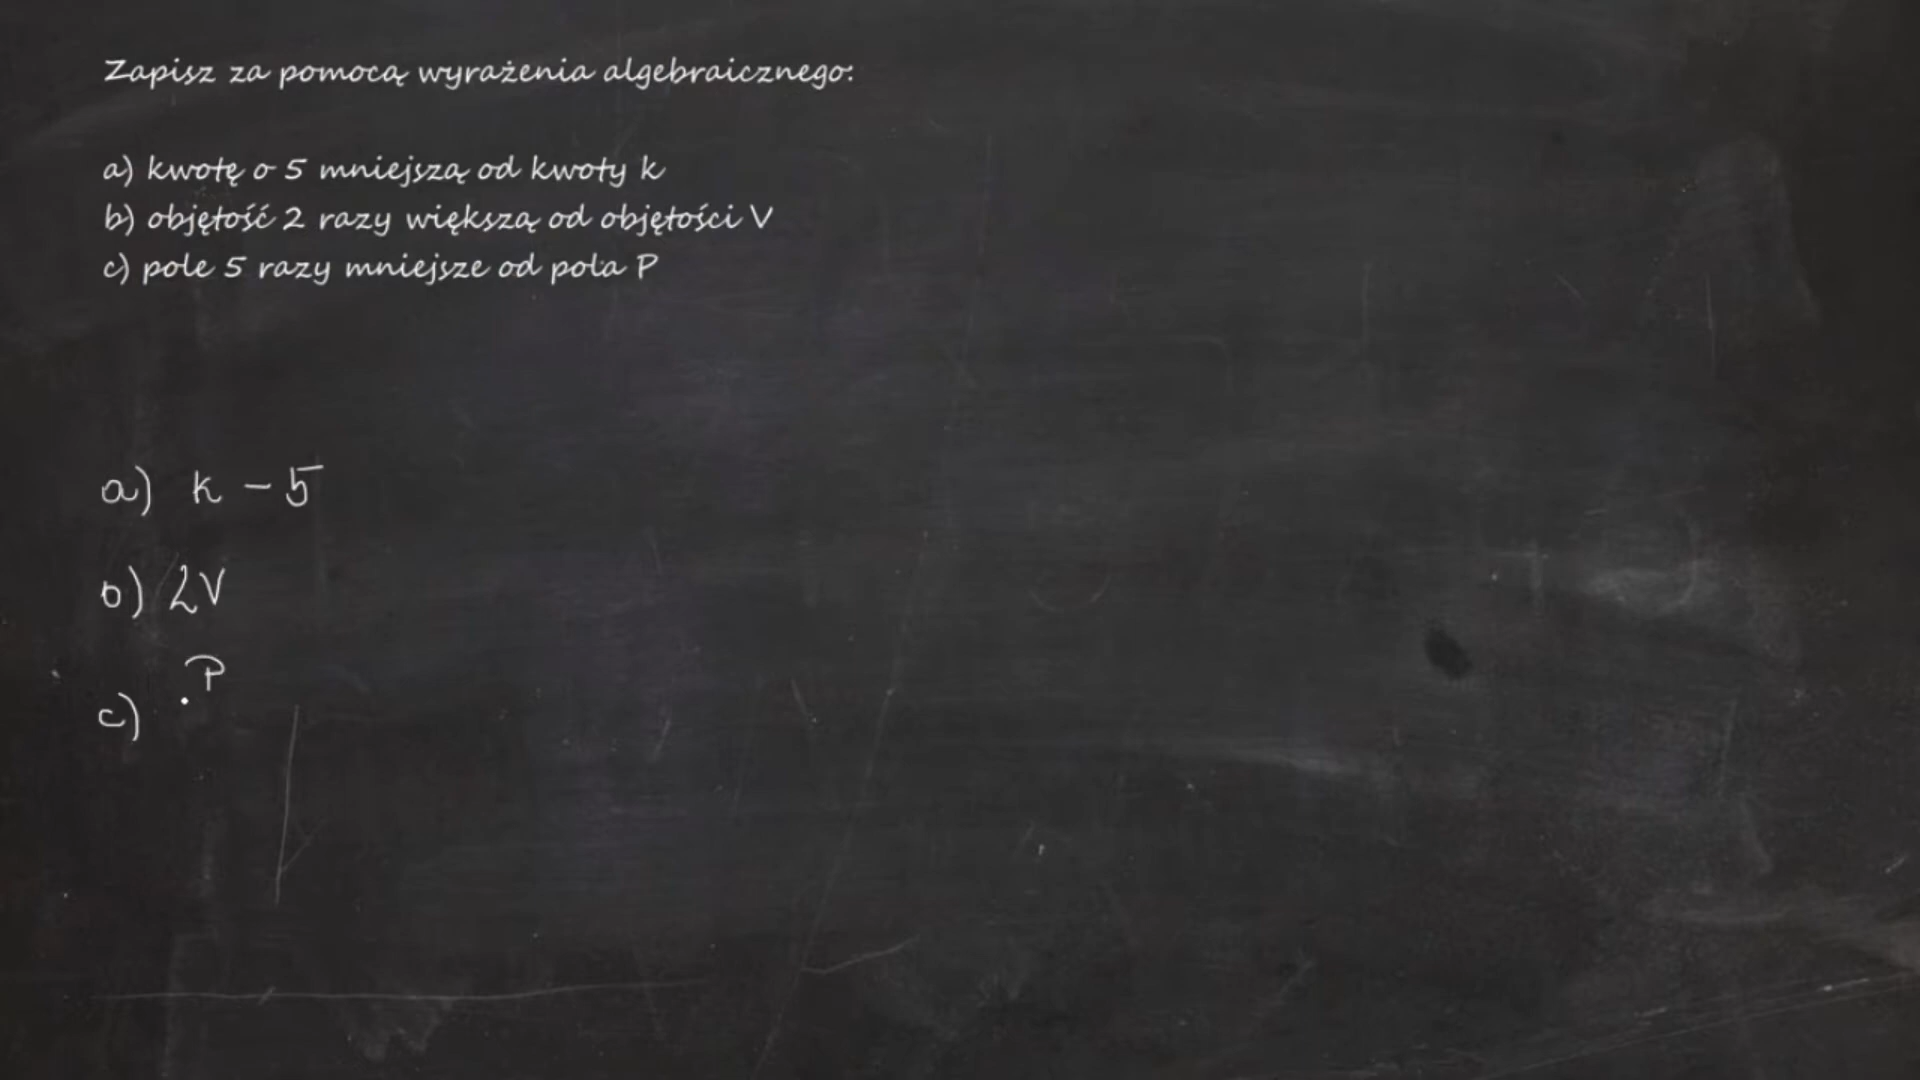 Zapisz za pomocą wyrażenia algebraicznego:
a) kwotę o 5 mniejszą od kwoty k
b) objętość 2 razy większą od objętości V
c) pole 5 razy mniejsze od pola P
a) k - 5
b) 2V
c) P